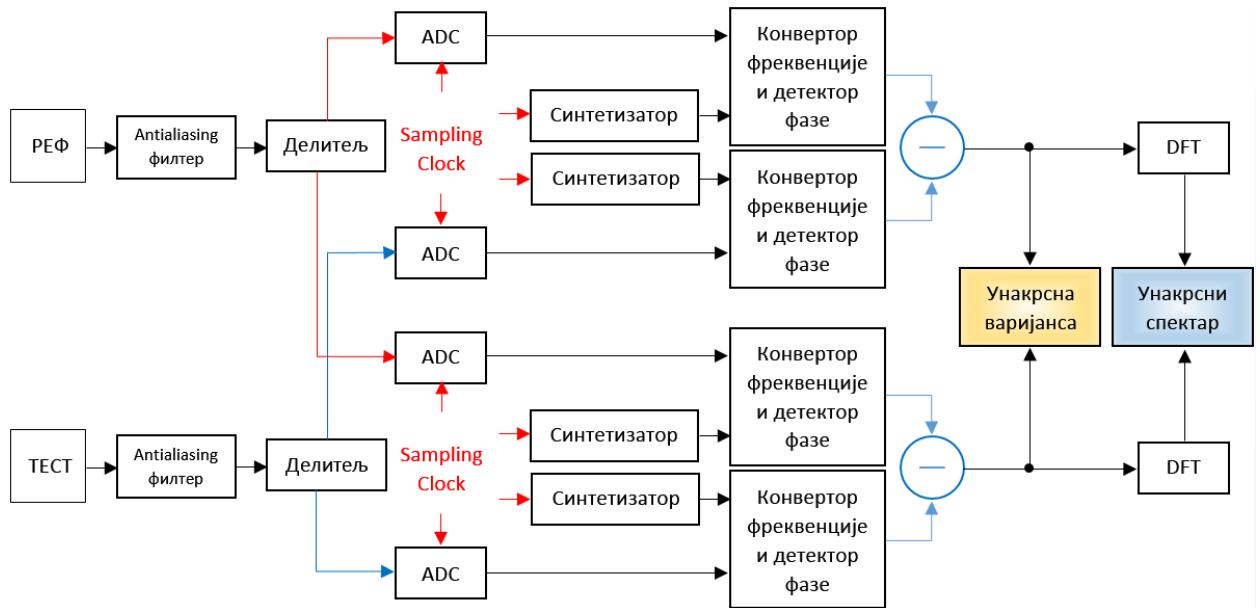 ADC
Конвертор
фреквенције
и детектор
фазе
РЕФ
Antialiasing
филтер
Делитељ
Sampling
Clock
Синтетизатор
Синтетизатор
Конвертор
фреквенције
и детектор
фазе
ADC
—
DFT
Унакрсна
варијанса
Унакрсни
спектар
ADC
Конвертор
фреквенције
и детектор
фазе
ТЕСТ
Antialiasing
филтер
Делитељ
Sampling
Clock
Синтетизатор
Синтетизатор
Конвертор
фреквенције
и детектор
фазе
ADC
—
DFT